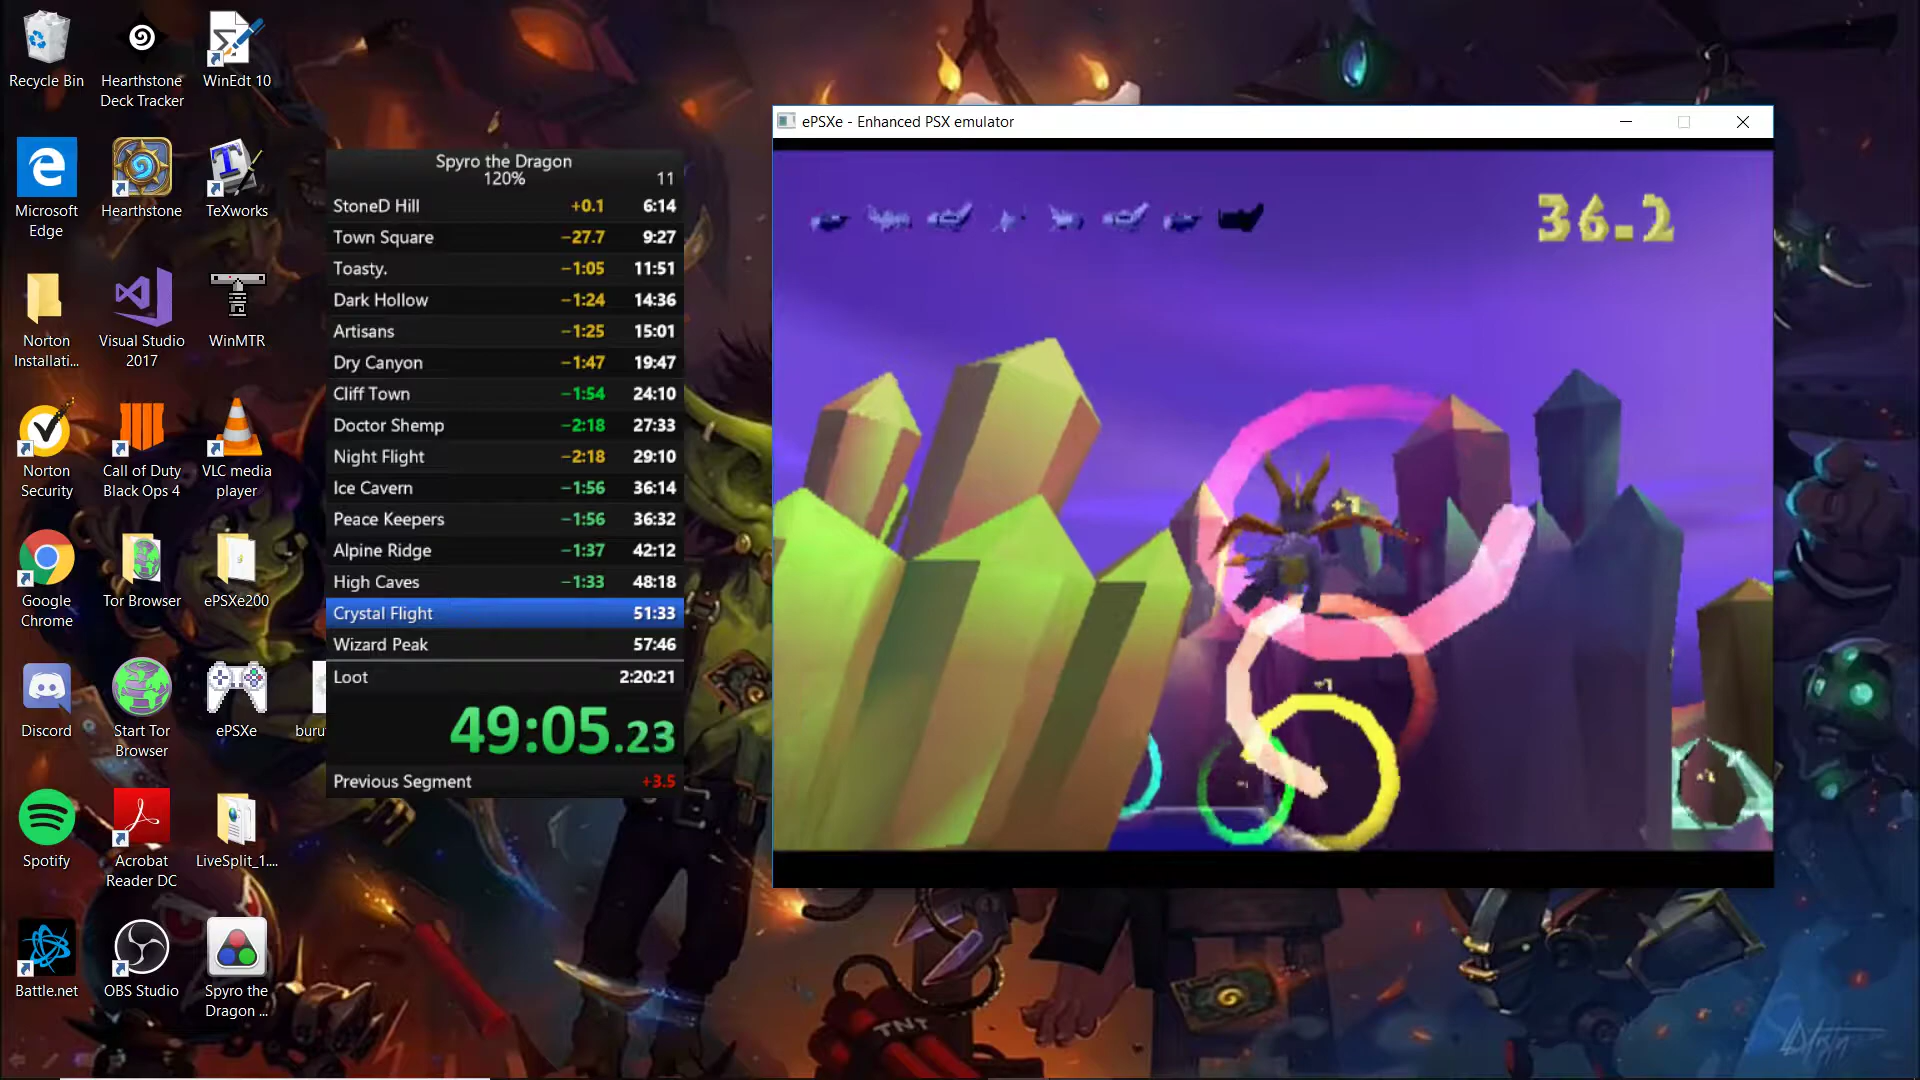 Recycle Bin
Hearthstone
Deck Tracker
WinEdt 10
Microsoft
Edge
Hearthstone
TeXworks
Norton
Installati...
Visual Studio
2017
WinMTR
Norton
Security
Call of Duty
Black Ops 4
VLC media
player
Google
Chrome
Tor Browser
ePSXe200
Discord
Start Tor
Browser
ePSXe
Spotify
Acrobat
Reader DC
LiveSplit_1....
Battle.net
OBS Studio
Spyro the
Dragon ...
Spyro the Dragon
120% 11
StoneD Hill +0.1 6:14
Town Square −27.7 9:27
Toasty. −1:05 11:51
Dark Hollow −1:24 14:36
Artisans −1:25 15:01
Dry Canyon −1:47 19:47
Cliff Town −1:54 24:10
Doctor Shemp −2:18 27:33
Night Flight −2:18 29:10
Ice Cavern −1:56 36:14
Peace Keepers −1:56 36:32
Alpine Ridge −1:37 42:12
High Caves −1:33 48:18
Crystal Flight 51:33
Wizard Peak 57:46
Loot 2:20:21
49:05.23
Previous Segment +3.5
ePSXe - Enhanced PSX emulator
36.2
+1
+1
TNT